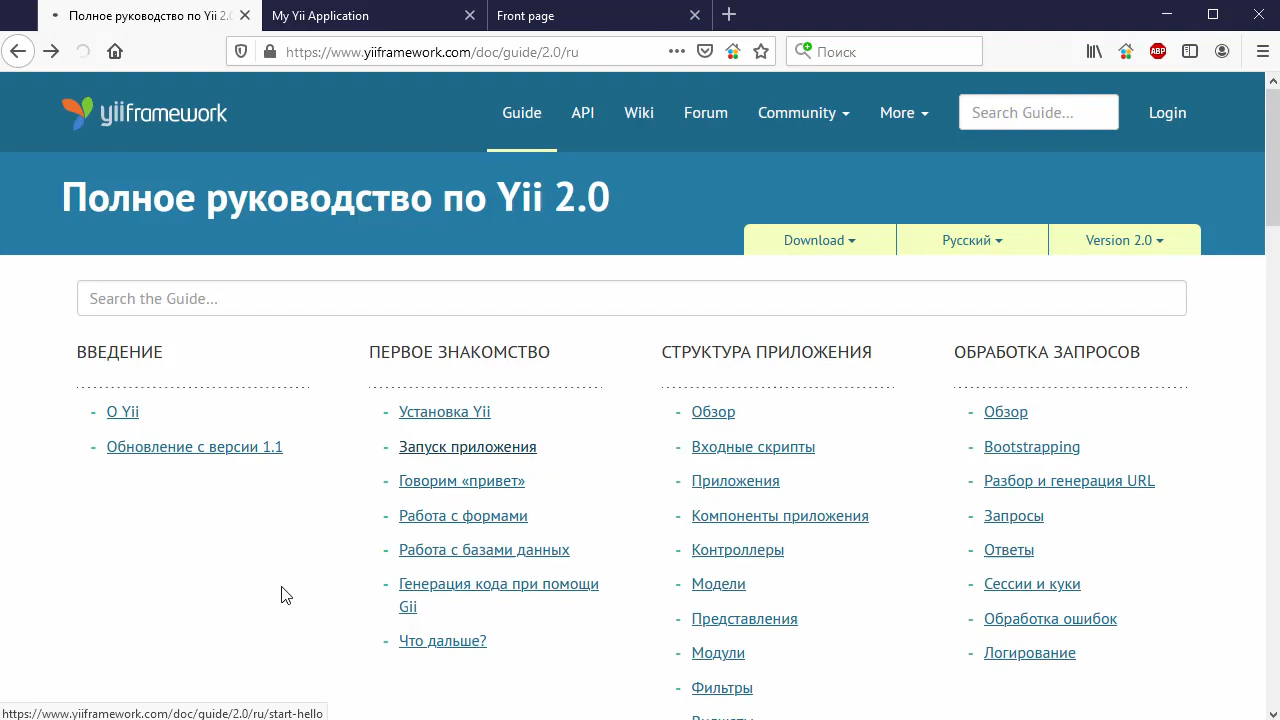 Полное руководство по Yii 2.0
My Yii Application
Front page
https://www.yiiframework.com/doc/guide/2.0/ru
Поиск
ABP
yiiframework
Guide
API
Wiki
Forum
Community
More
Search Guide...
Login
Полное руководство по Yii 2.0
Download
Русский
Version 2.0
Search the Guide...
ВВЕДЕНИЕ
- О Yii
- Обновление с версии 1.1
ПЕРВОЕ ЗНАКОМСТВО
- Установка Yii
- Запуск приложения
- Говорим «привет»
- Работа с формами
- Работа с базами данных
- Генерация кода при помощи
Gii
- Что дальше?
СТРУКТУРА ПРИЛОЖЕНИЯ
- Обзор
- Входные скрипты
- Приложения
- Компоненты приложения
- Контроллеры
- Модели
- Представления
- Модули
- Фильтры
ОБРАБОТКА ЗАПРОСОВ
- Обзор
- Bootstrapping
- Разбор и генерация URL
- Запросы
- Ответы
- Сессии и куки
- Обработка ошибок
- Логирование
https://www.yiiframework.com/doc/guide/2.0/ru/start-hello